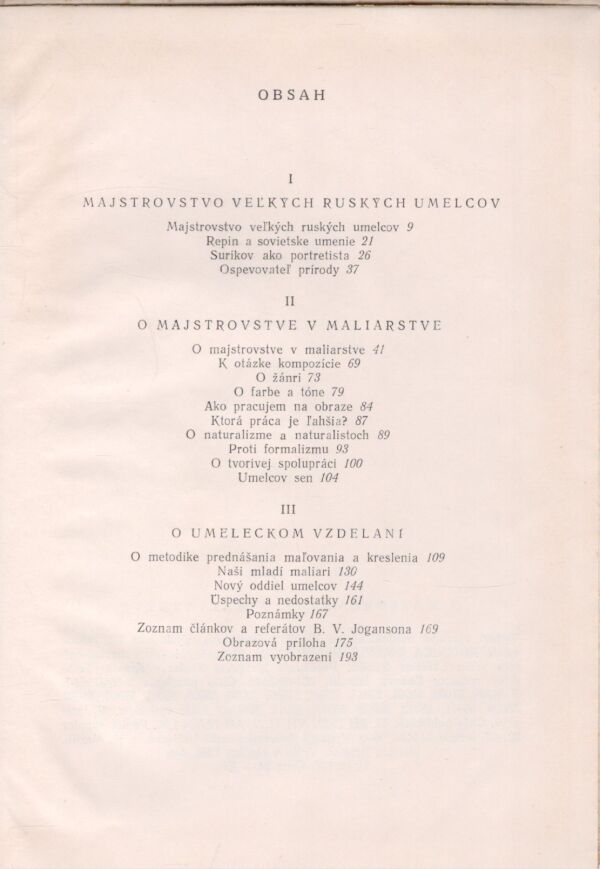 OBSAH
I
MAJSTROVSTVO VEĽKÝCH RUSKÝCH UMELCOV
Majstrovstvo veľkých ruských umelcov 9
Repin a sovietske umenie 21
Surikov ako portretista 26
Ospevovateľ prírody 37
II
O MAJSTROVSTVE V MALIARSTVE
O majstrovstve v maliarstve 41
K otázke kompozície 69
O žánri 73
O farbe a tóne 79
Ako pracujem na obraze 84
Ktorá práca je ľahšia? 87
O naturalizme a naturalistoch 89
Proti formalizmu 93
O tvorivej spolupráci 100
Umelcov sen 104
III
O UMELECKOM VZDELANÍ
O metodike prednášania maľovania a kreslenia 109
Naši mladí maliari 130
Nový oddiel umelcov 144
Úspechy a nedostatky 161
Poznámky 167
Zoznam článkov a referátov B. V. Jogansona 169
Obrazová príloha 175
Zoznam vyobrazení 193